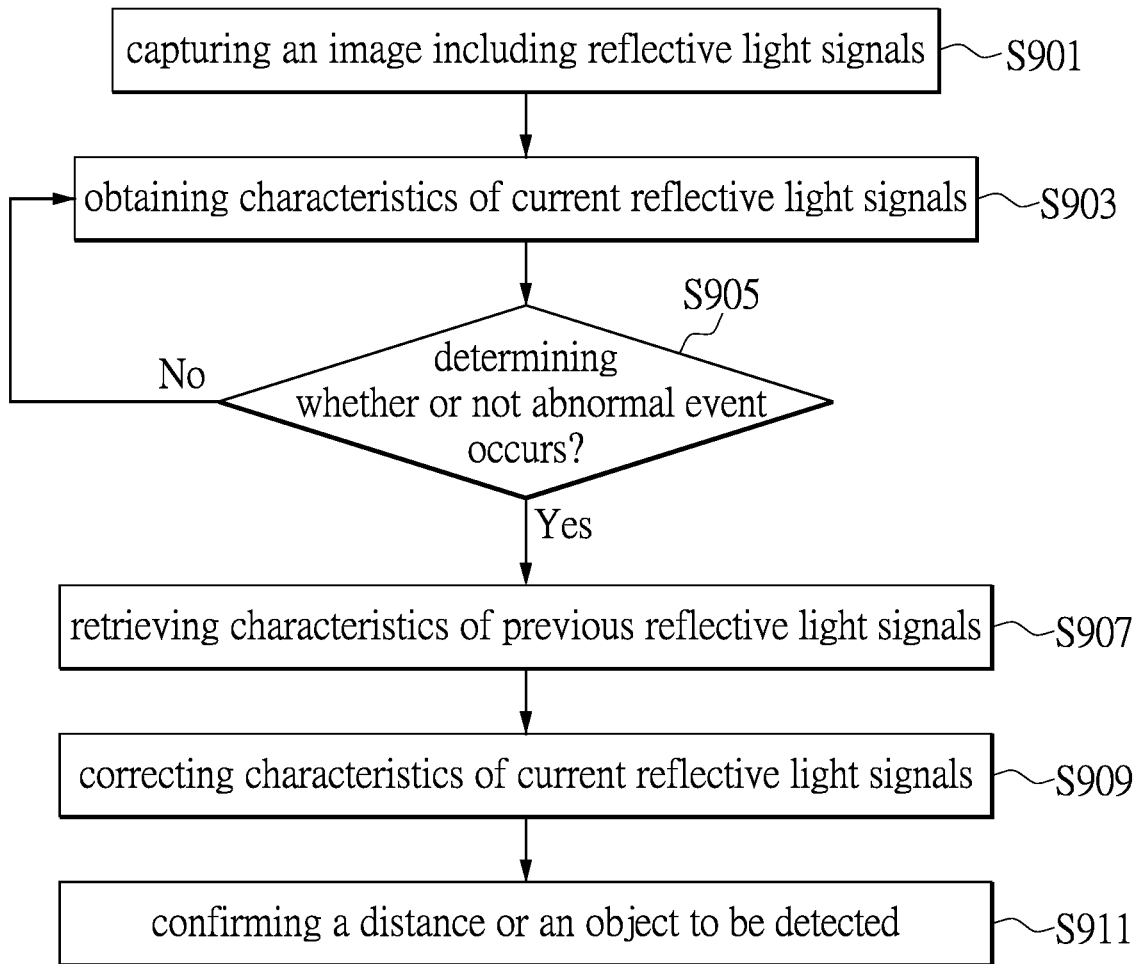 capturing an image including reflective light signals
S901
obtaining characteristics of current reflective light signals
S903
S905
determining
whether or not abnormal event
occurs?
No
Yes
retrieving characteristics of previous reflective light signals
S907
correcting characteristics of current reflective light signals
S909
confirming a distance or an object to be detected
S911